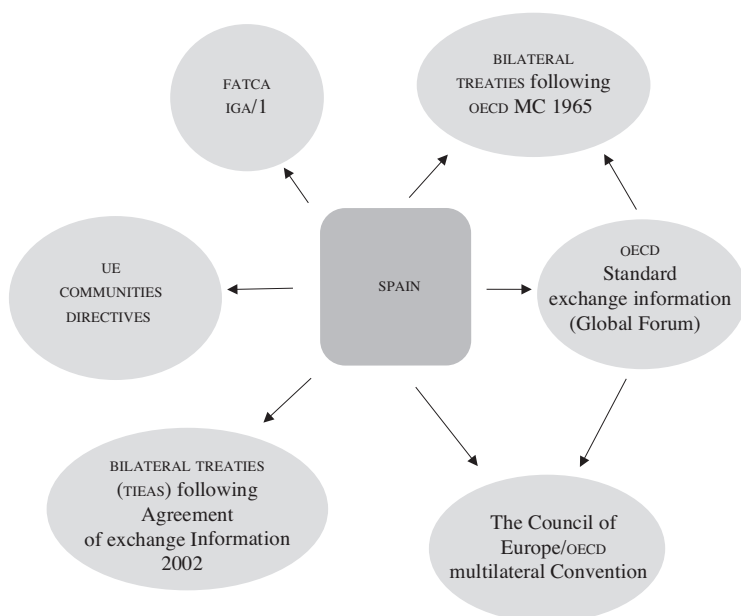 FATCA
IGA/1
BILATERAL
TREATIES following
OECD MC 1965
UE
COMMUNITIES
DIRECTIVES
SPAIN
OECD
Standard
exchange information
(Global Forum)
BILATERAL TREATIES
(TIEAS) following
Agreement
of exchange Information
2002
The Council of
Europe/OECD
multilateral Convention